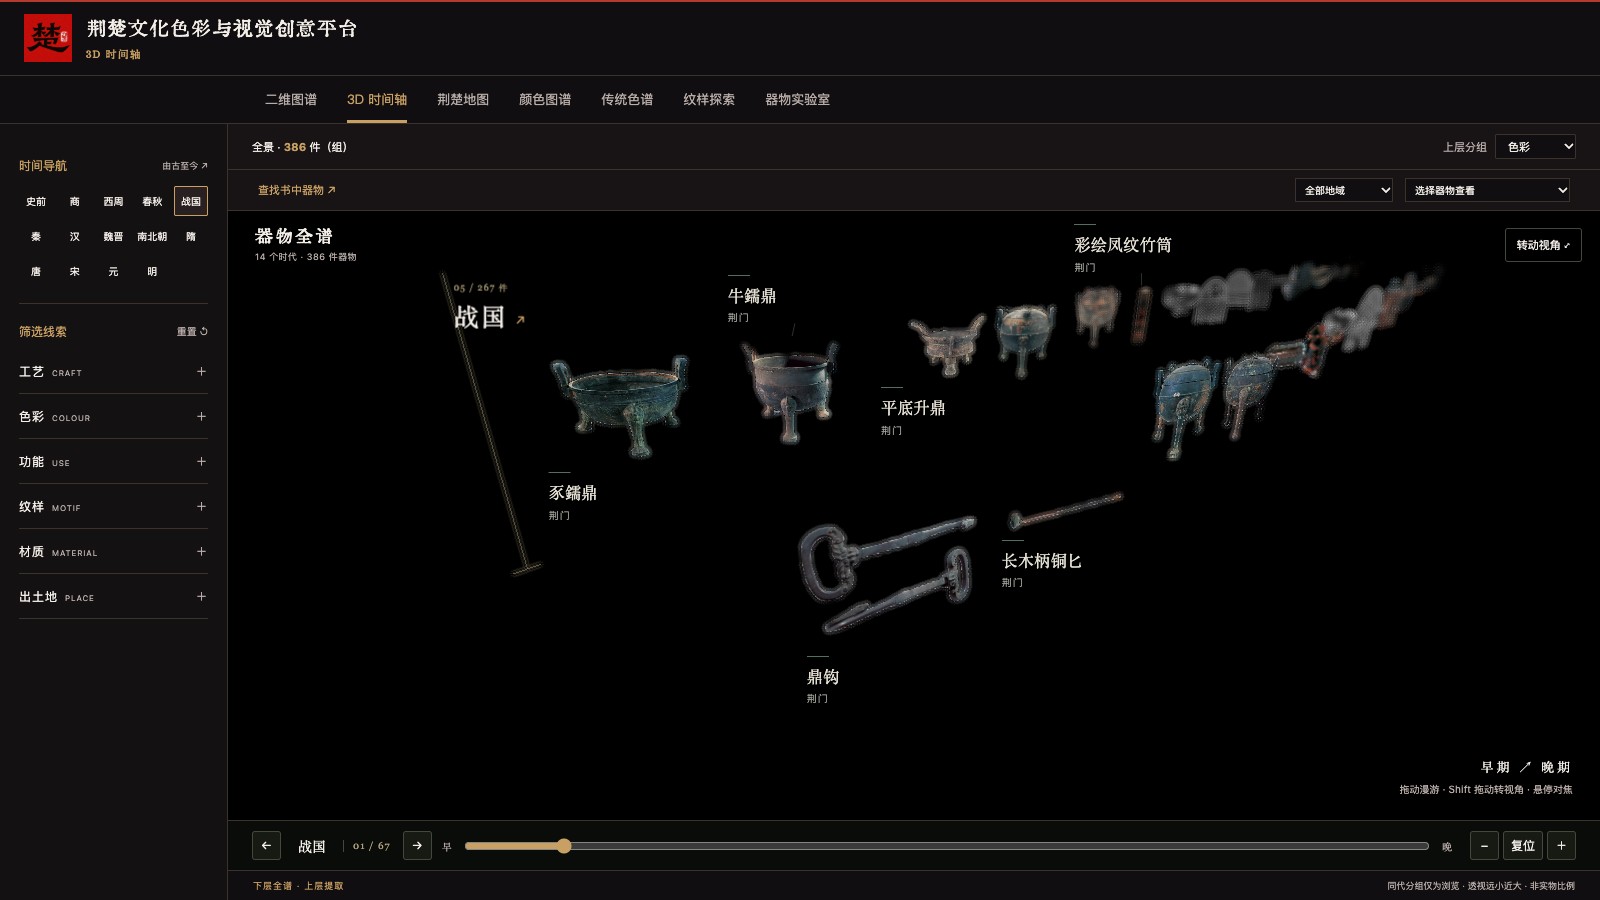 楚
荆楚文化色彩与视觉创意平台
3D 时间轴
二维图谱 3D 时间轴 荆楚地图 颜色图谱 传统色谱 纹样探索 器物实验室
时间导航 由古至今 ↗
史前 商 西周 春秋 战国
秦 汉 魏晋 南北朝 隋
唐 宋 元 明
筛选线索 重置
工艺 CRAFT +
色彩 COLOUR +
功能 USE +
纹样 MOTIF +
材质 MATERIAL +
出土地 PLACE +
全景 · 386 件（组） 上层分组 色彩
查找书中器物 ↗ 全部地域 选择器物查看
器物全谱
14 个时代 · 386 件器物
转动视角
05 / 267 件
战国 ↗
牛鑐鼎
荆门
彩绘凤纹竹筒
荆门
平底升鼎
荆门
豕鑐鼎
荆门
长木柄铜匕
荆门
鼎钩
荆门
早期 ↗ 晚期
拖动漫游 · Shift 拖动转视角 · 悬停对焦
← 战国 01 / 67 → 早 晚 − 复位 +
下层全谱 · 上层提取 同代分组仅为浏览 · 透视远小近大 · 非实物比例